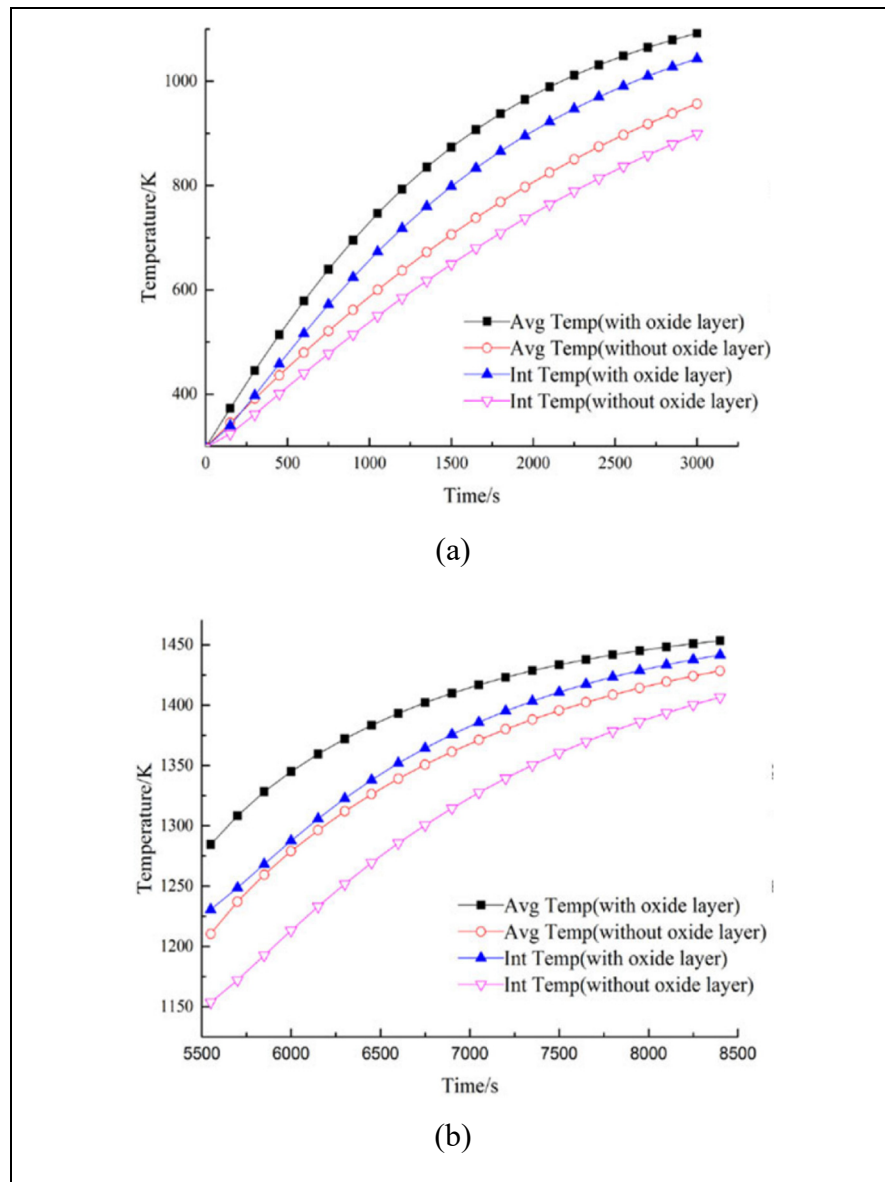 1000
800
600
400
Temperature/K
Avg Temp(with oxide layer)
Avg Temp(without oxide layer)
Int Temp(with oxide layer)
Int Temp(without oxide layer)
0 500 1000 1500 2000 2500 3000
Time/s
(a)
1450
1400
1350
1300
1250
1200
1150
Temperature/K
Avg Temp(with oxide layer)
Avg Temp(without oxide layer)
Int Temp(with oxide layer)
Int Temp(without oxide layer)
5500 6000 6500 7000 7500 8000 8500
Time/s
(b)